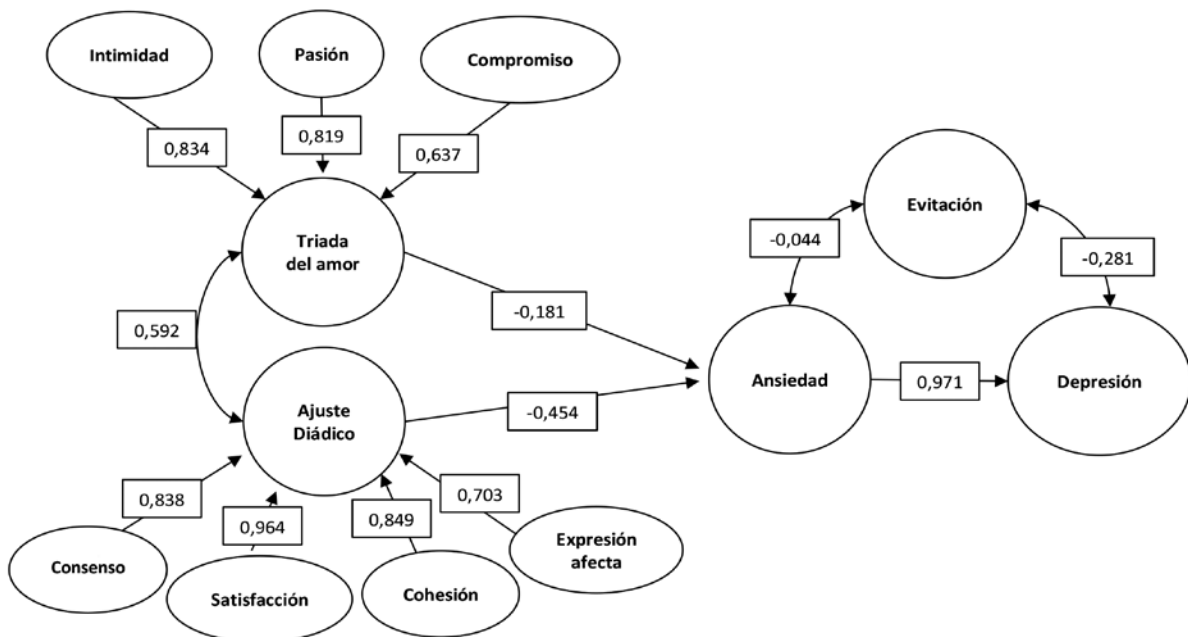 Intimidad
Pasión
Compromiso
0,834
0,819
0,637
Triada
del amor
Evitación
-0,044
-0,281
-0,181
0,592
Ansiedad
0,971
Depresión
Ajuste
Diádico
-0,454
0,838
0,964
0,849
0,703
Consenso
Satisfacción
Cohesión
Expresión
afecta